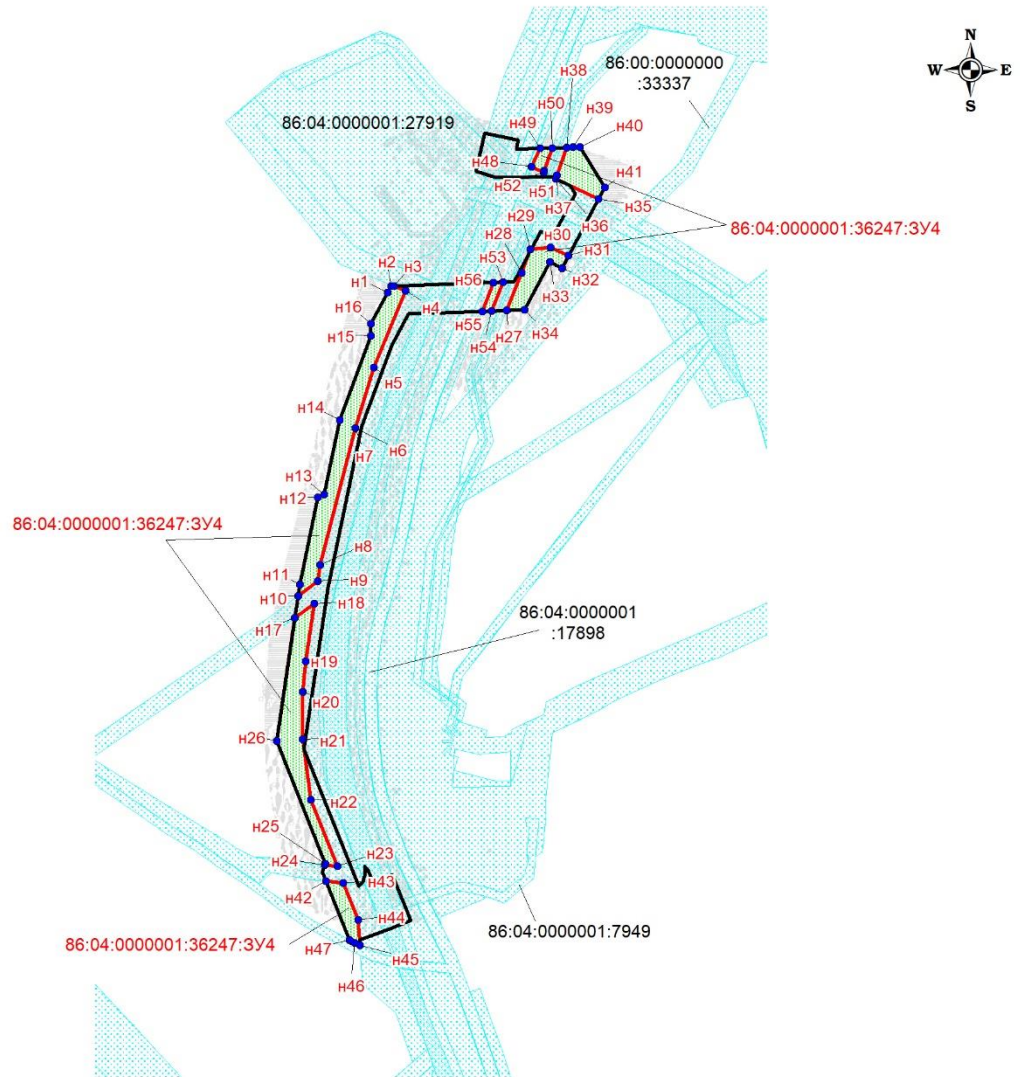 N
W
E
S
н38
86:00:0000000
:33337
н50
н39
н49
н40
86:04:0000001:27919
н48
н41
н52
н51
н35
н37
н36
86:04:0000001:36247:ЗУ4
н29
н30
н28
н31
н53
н32
н2
н3
н56
н33
н1
н4
н16
н55
н27
н34
н15
н54
н5
н14
н6
н7
н13
н12
86:04:0000001:36247:ЗУ4
н8
н11
н9
н10
н18
86:04:0000001
:17898
н17
н19
н20
н26
н21
н22
н25
н24
н23
н42
н43
н44
86:04:0000001:7949
86:04:0000001:36247:ЗУ4
н47
н45
н46